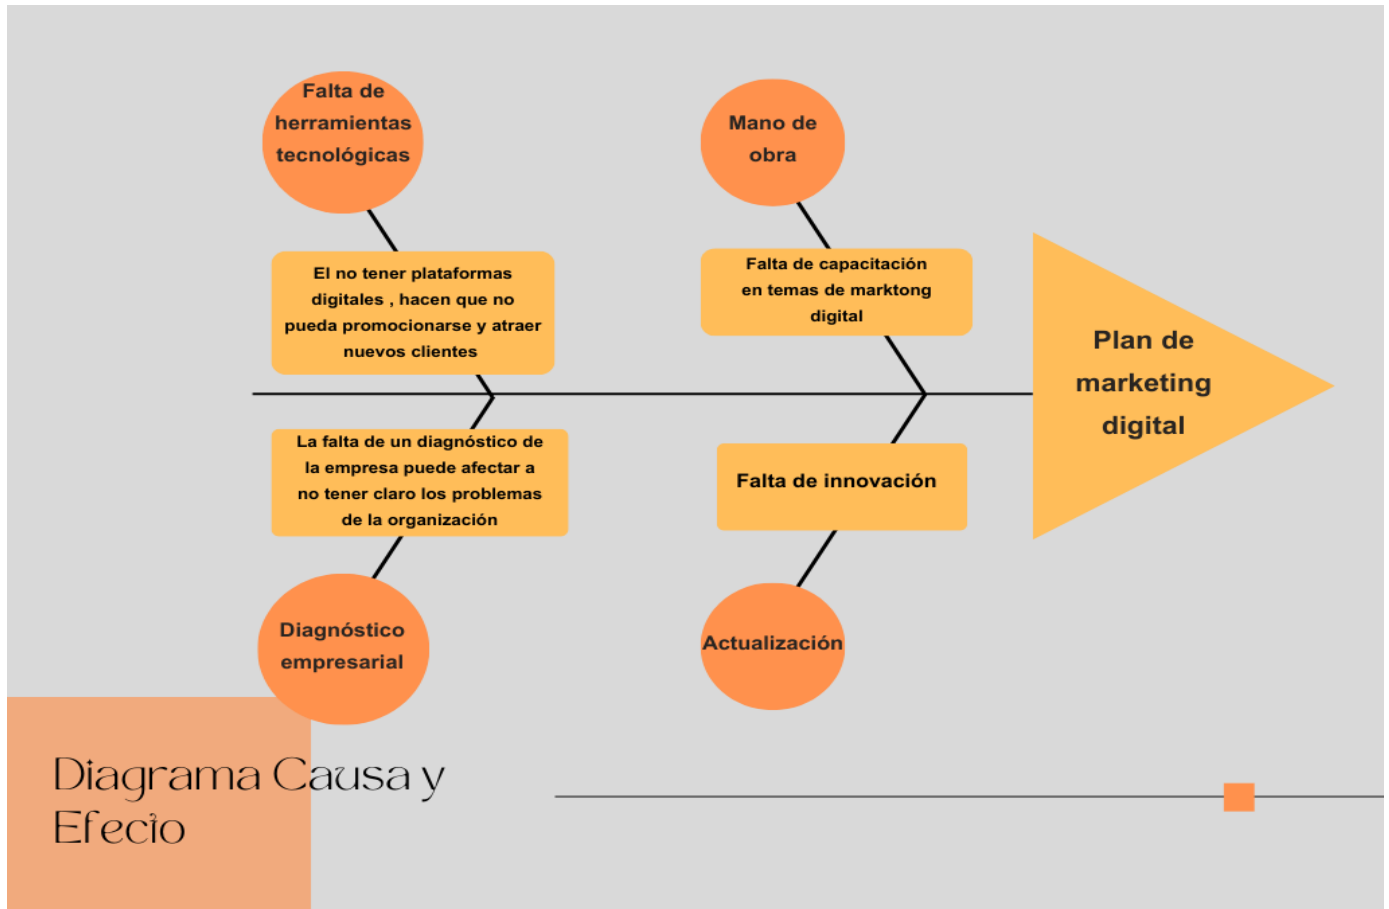 Falta de
herramientas
tecnológicas
Mano de
obra
El no tener plataformas
digitales , hacen que no
pueda promocionarse y atraer
nuevos clientes
Falta de capacitación
en temas de marktong
digital
Plan de
marketing
digital
La falta de un diagnóstico de
la empresa puede afectar a
no tener claro los problemas
de la organización
Falta de innovación
Diagnóstico
empresarial
Actualización
Diagrama Causa y
Efecto